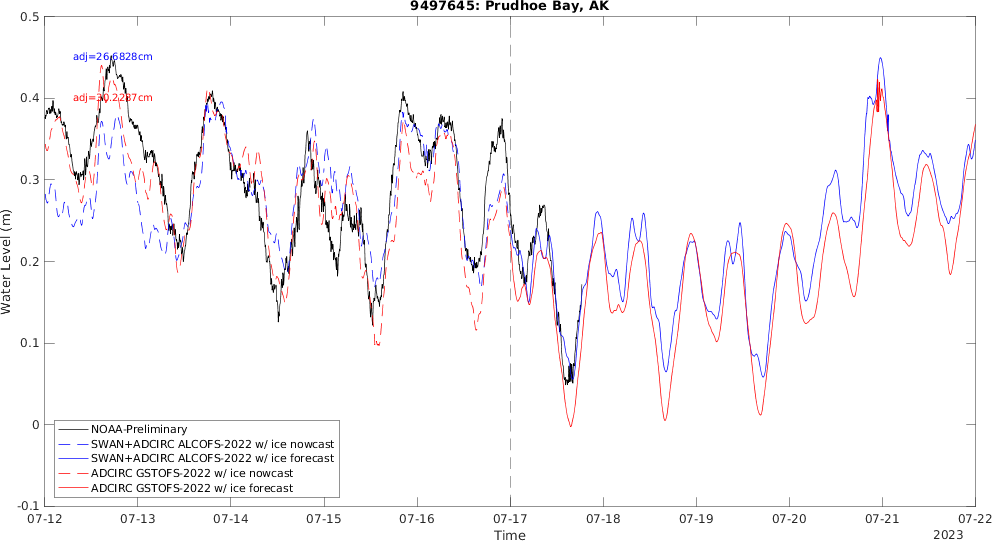 9497645: Prudhoe Bay, AK
0.5
0.4
0.3
0.2
0.1
0
-0.1
Water Level (m)
adj=26.6828cm
adj=30.2287cm
NOAA-Preliminary
SWAN+ADCIRC ALCOFS-2022 w/ ice nowcast
SWAN+ADCIRC ALCOFS-2022 w/ ice forecast
ADCIRC GSTOFS-2022 w/ ice nowcast
ADCIRC GSTOFS-2022 w/ ice forecast
07-12 07-13 07-14 07-15 07-16 07-17 07-18 07-19 07-20 07-21 07-22
Time
2023